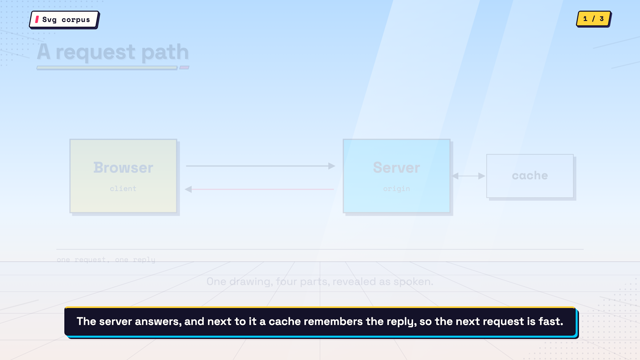 Svg corpus
1 / 3
A request path
Browser
client
Server
origin
cache
one request, one reply
One drawing, four parts, revealed as spoken.
The server answers, and next to it a cache remembers the reply, so the next request is fast.